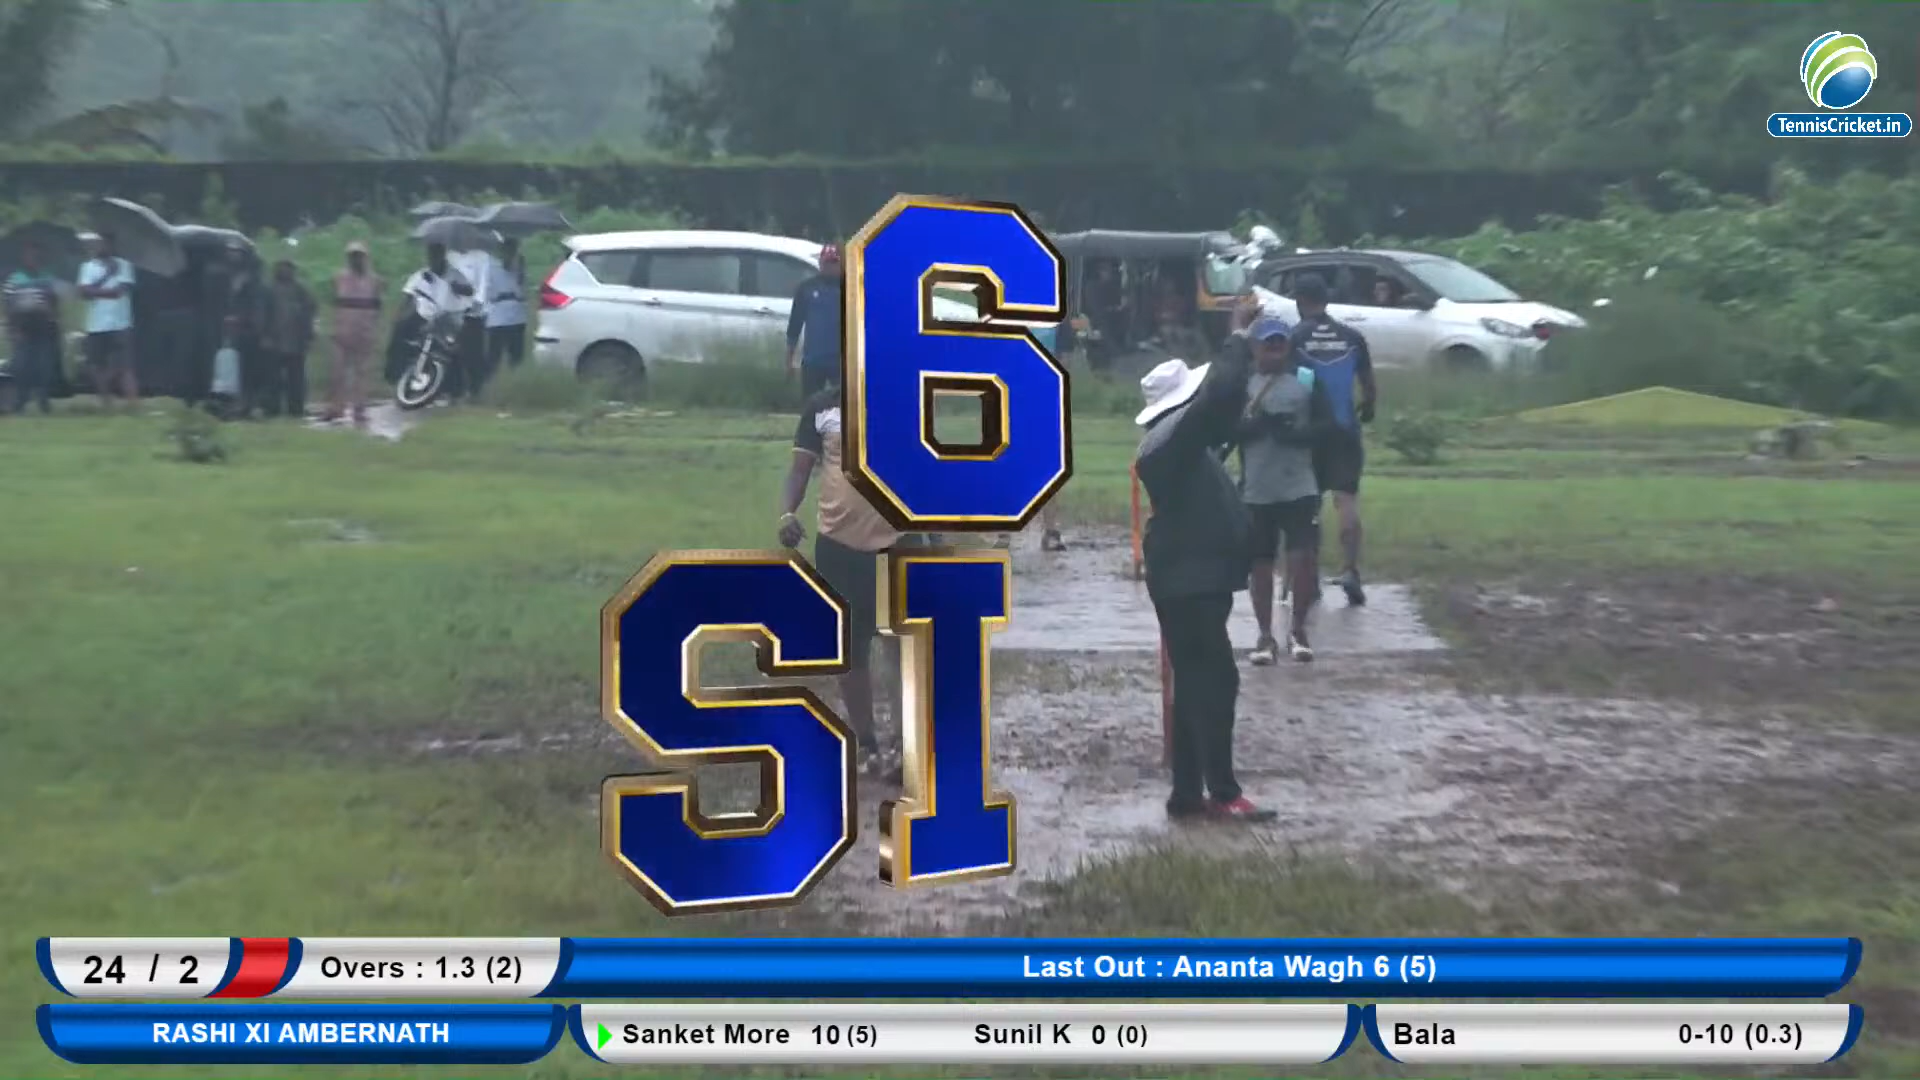 TennisCricket.in
6
SI
24 / 2
Overs : 1.3 (2)
Last Out : Ananta Wagh 6 (5)
RASHI XI AMBERNATH
Sanket More 10 (5) Sunil K 0 (0)
Bala 0-10 (0.3)